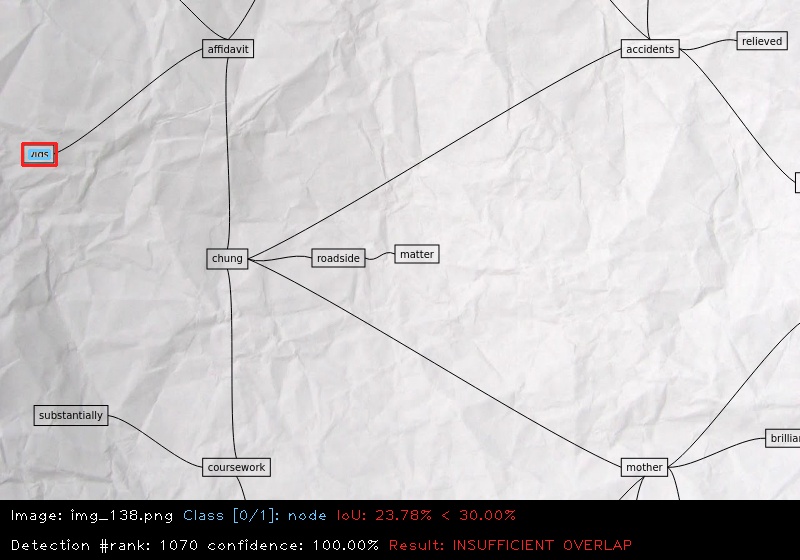 affidavit
accidents
relieved
chung
roadside
matter
substantially
coursework
mother
Image: img_138.png Class [0/1]: node IoU: 23.78% < 30.00%
Detection #rank: 1070 confidence: 100.00% Result: INSUFFICIENT OVERLAP